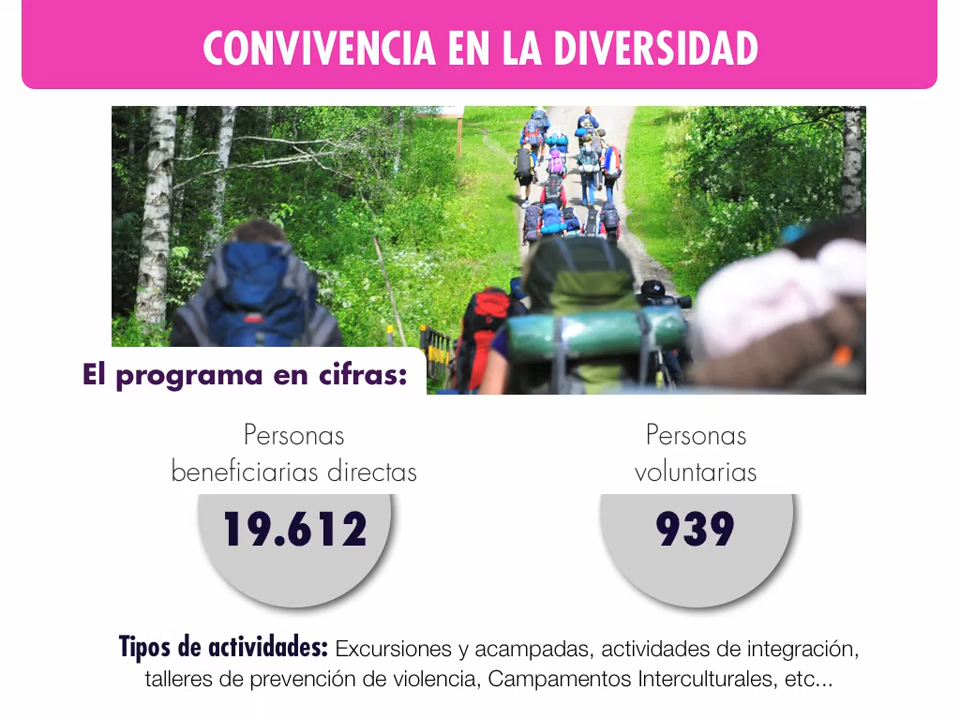 CONVIVENCIA EN LA DIVERSIDAD
El programa en cifras:
Personas
beneficiarias directas
19.612
Personas
voluntarias
939
Tipos de actividades: Excursiones y acampadas, actividades de integración,
talleres de prevención de violencia, Campamentos Interculturales, etc...